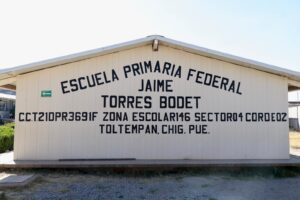 ESCUELA PRIMARIA FEDERAL
JAIME
TORRES BODET
CCT21DPR3691F ZONA ESCOLAR146 SECTOR04 CORDE02
TOLTEMPAN, CHIG. PUE.